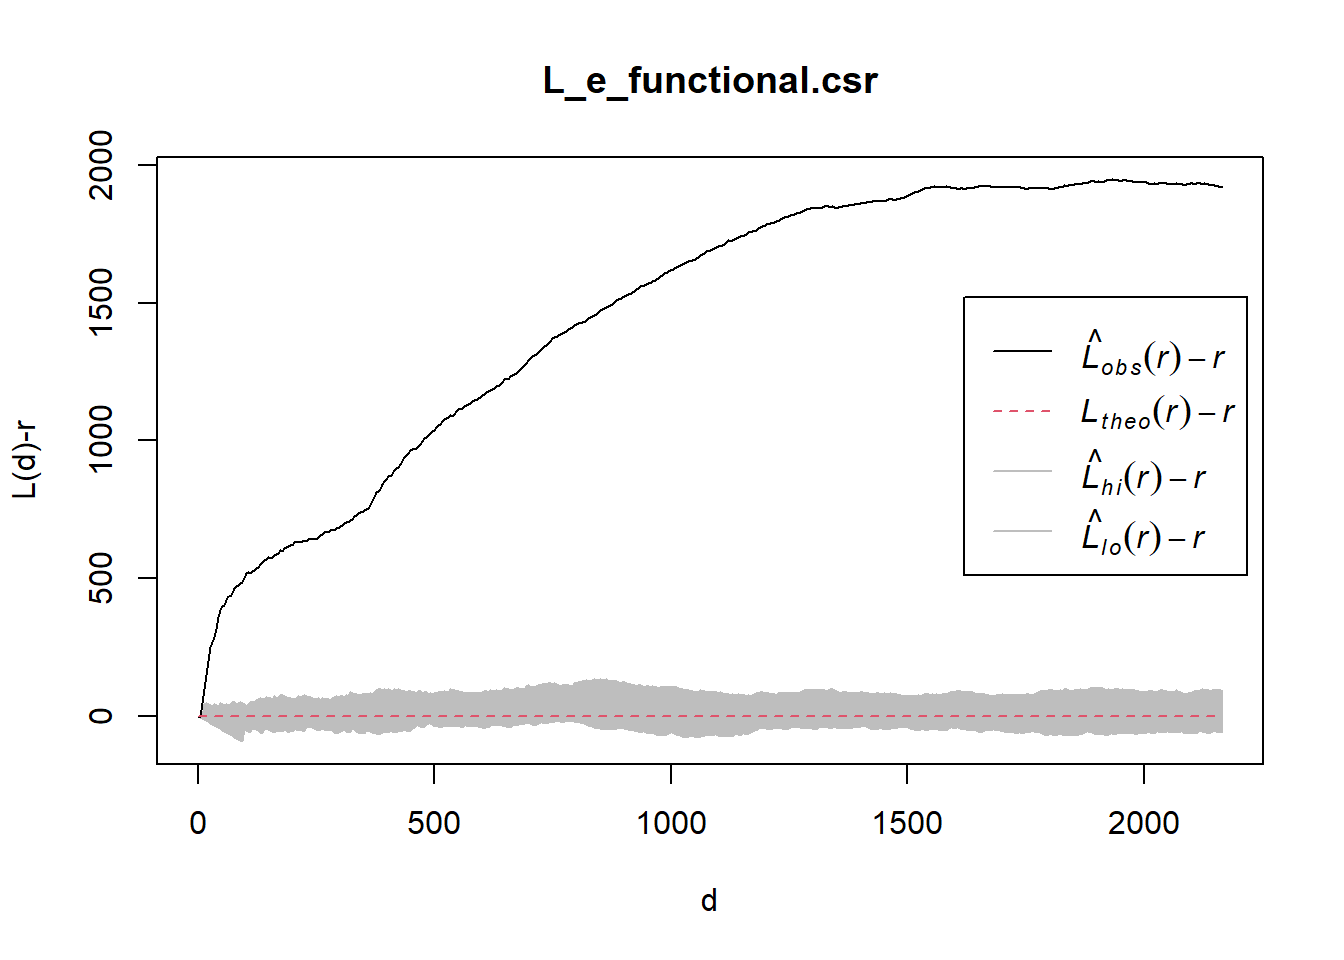 L_e_functional.csr
L(d)-r
2000
1500
1000
500
0
0 500 1000 1500 2000
d
L̂obs(r) − r
Ltheo(r) − r
L̂hi(r) − r
L̂lo(r) − r